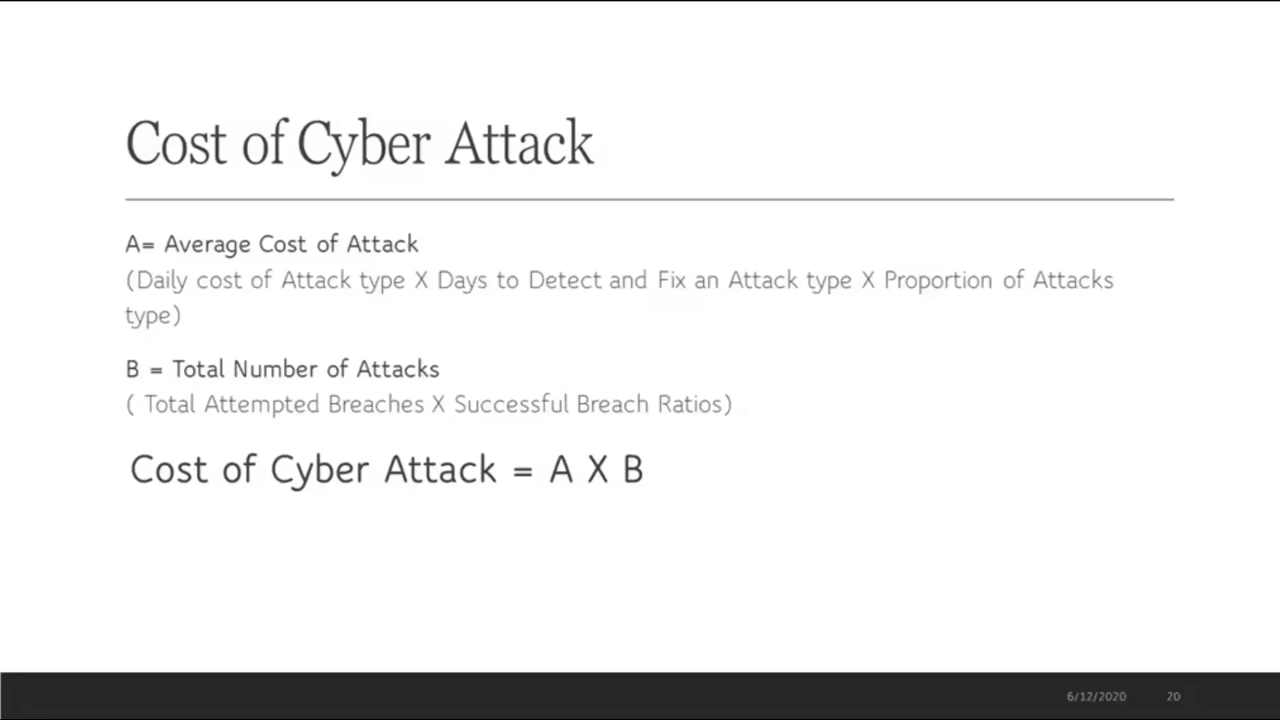 Cost of Cyber Attack
A= Average Cost of Attack
(Daily cost of Attack type X Days to Detect and Fix an Attack type X Proportion of Attacks
type)
B = Total Number of Attacks
( Total Attempted Breaches X Successful Breach Ratios)
Cost of Cyber Attack = A X B
6/12/2020 20